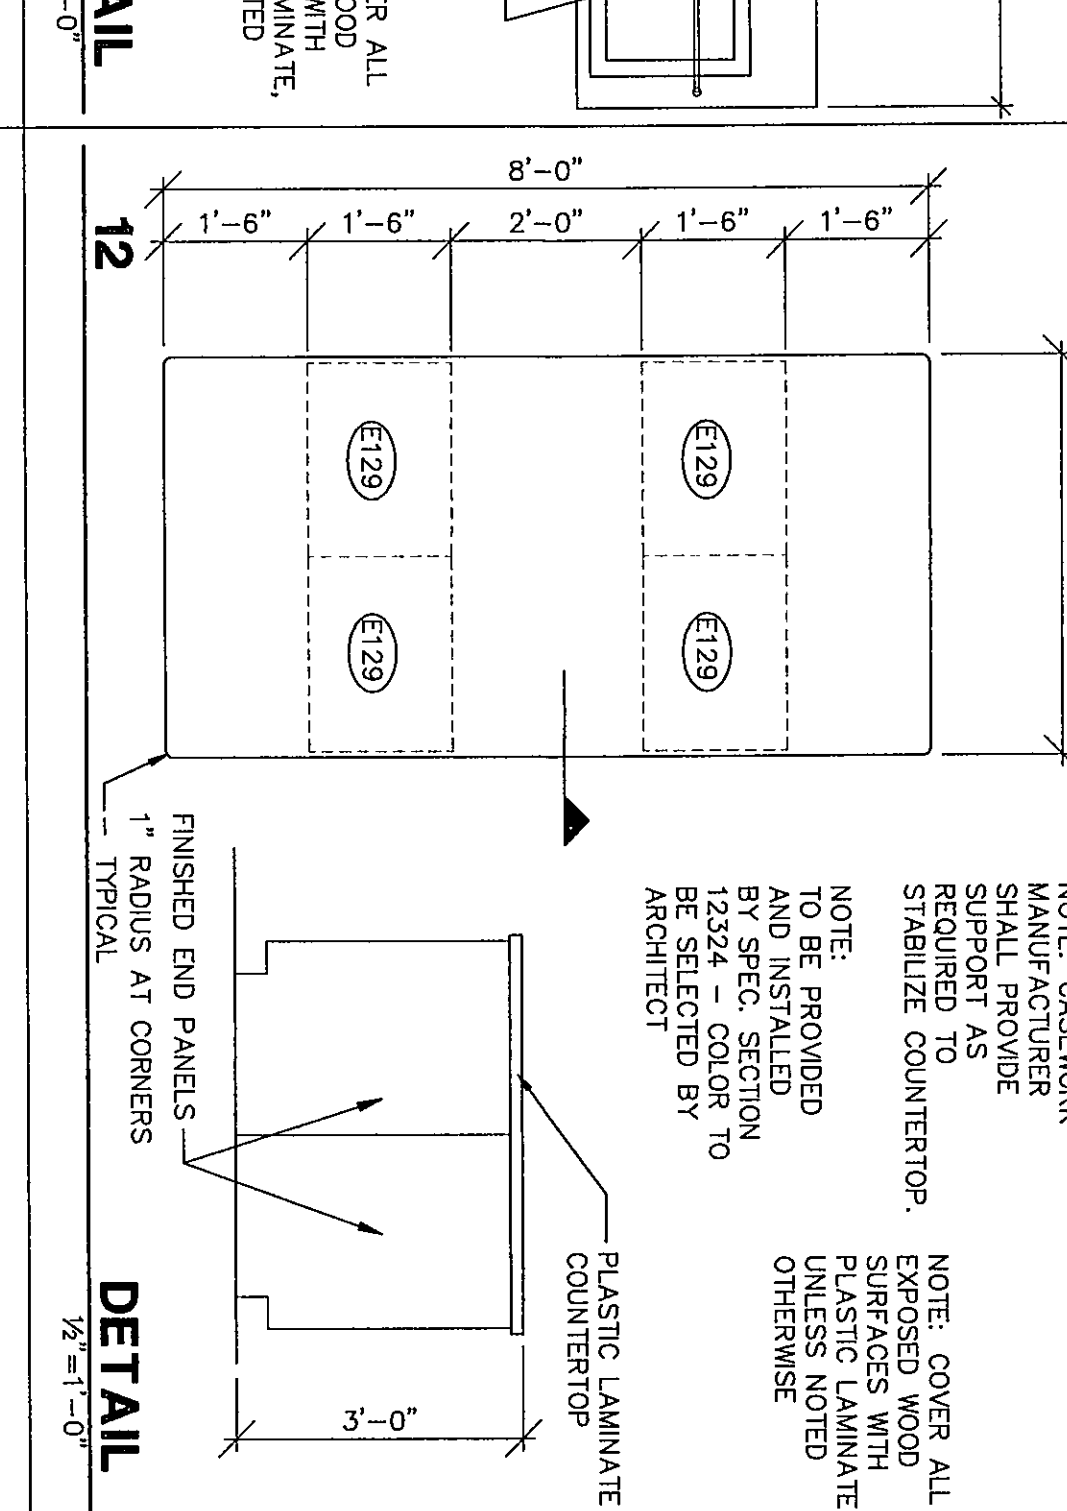 ER ALL
OOD
WITH
MINATE,
TED
AIL
-0"
8'-0"
1'-6"
1'-6"
2'-0"
1'-6"
1'-6"
E129
E129
E129
E129
MANUFACTURER
SHALL PROVIDE
SUPPORT AS
REQUIRED TO
STABILIZE COUNTERTOP.
NOTE:
TO BE PROVIDED
AND INSTALLED
BY SPEC. SECTION
12324 - COLOR TO
BE SELECTED BY
ARCHITECT
NOTE: COVER ALL
EXPOSED WOOD
SURFACES WITH
PLASTIC LAMINATE
UNLESS NOTED
OTHERWISE
PLASTIC LAMINATE
COUNTERTOP
3'-0"
FINISHED END PANELS
1" RADIUS AT CORNERS
TYPICAL
12
DETAIL
½"=1'-0"